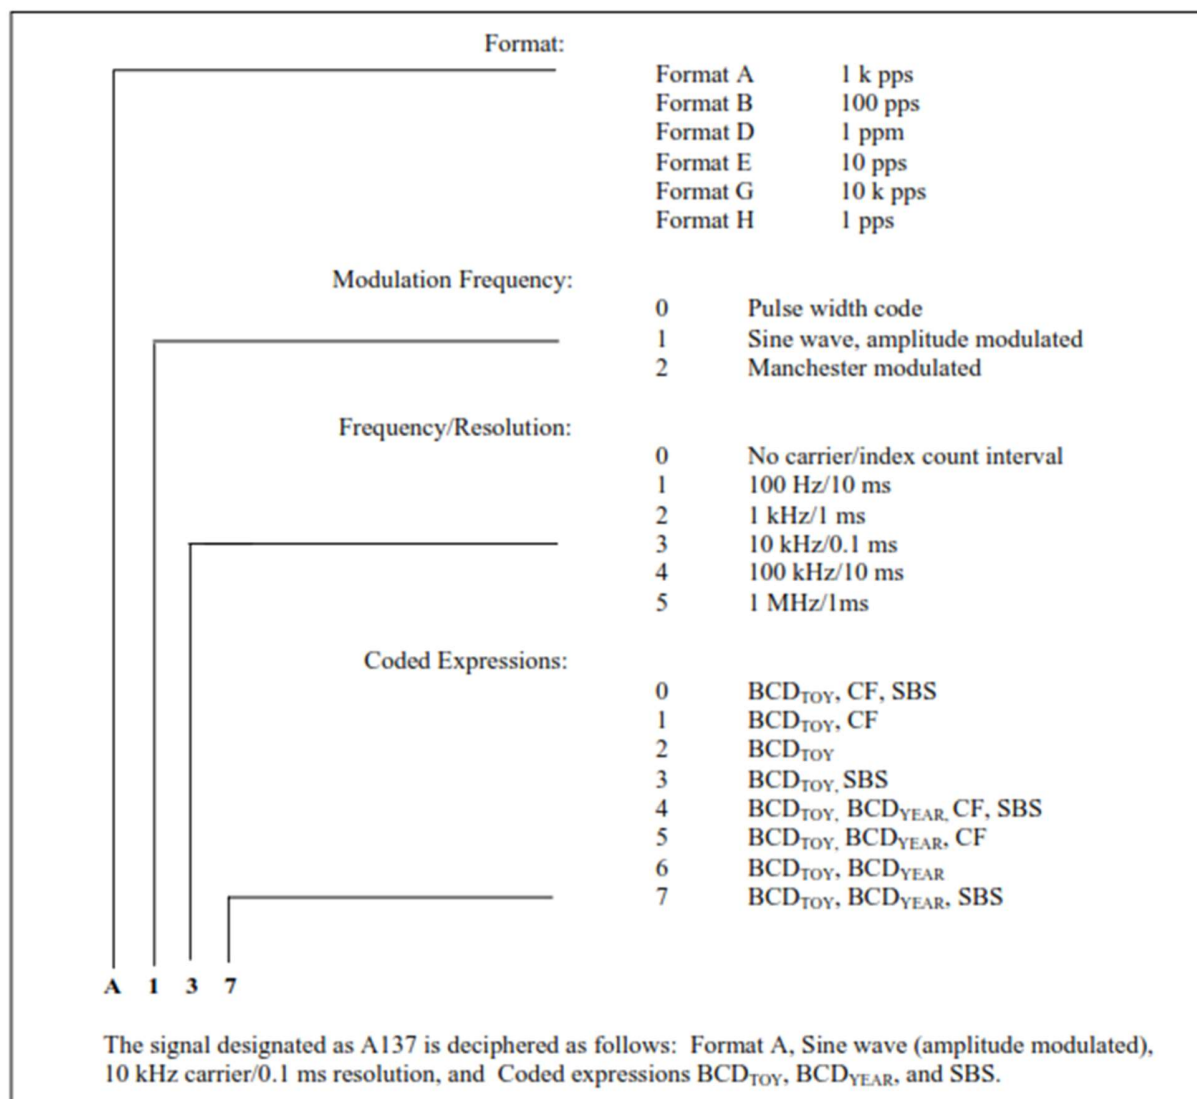 Format:
Format A 1 k pps
Format B 100 pps
Format D 1 ppm
Format E 10 pps
Format G 10 k pps
Format H 1 pps
Modulation Frequency:
0 Pulse width code
1 Sine wave, amplitude modulated
2 Manchester modulated
Frequency/Resolution:
0 No carrier/index count interval
1 100 Hz/10 ms
2 1 kHz/1 ms
3 10 kHz/0.1 ms
4 100 kHz/10 ms
5 1 MHz/1ms
Coded Expressions:
0 BCDTOY, CF, SBS
1 BCDTOY, CF
2 BCDTOY
3 BCDTOY, SBS
4 BCDTOY, BCDYEAR, CF, SBS
5 BCDTOY, BCDYEAR, CF
6 BCDTOY, BCDYEAR
7 BCDTOY, BCDYEAR, SBS
A 1 3 7
The signal designated as A137 is deciphered as follows: Format A, Sine wave (amplitude modulated),
10 kHz carrier/0.1 ms resolution, and Coded expressions BCDTOY, BCDYEAR, and SBS.